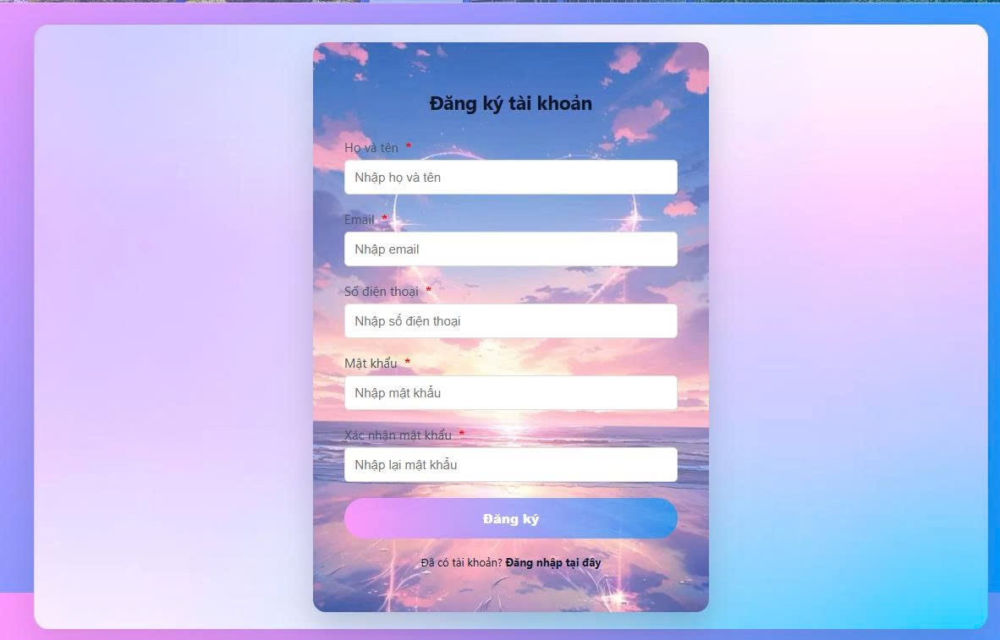 Đăng ký tài khoản
Họ và tên *
Nhập họ và tên
Email *
Nhập email
Số điện thoại *
Nhập số điện thoại
Mật khẩu *
Nhập mật khẩu
Xác nhận mật khẩu *
Nhập lại mật khẩu
Đăng ký
Đã có tài khoản? Đăng nhập tại đây